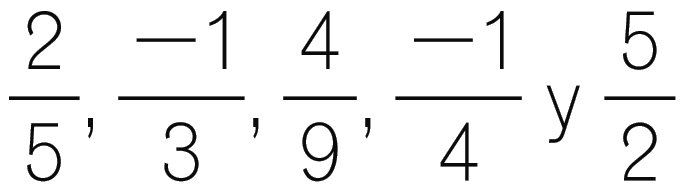 2/5, -1/3, 4/9, -1/4 y 5/2